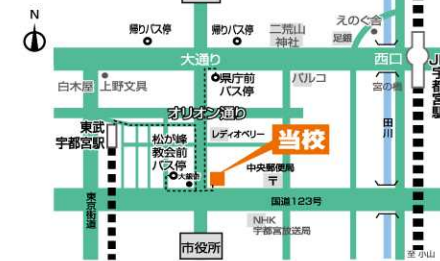 N
帰りバス停
帰りバス停
二荒山
神社
えのぐ舎
足銀
大通り
西口
JR宇都宮駅
県庁前
バス停
パルコ
宮の橋
白木屋
上野文具
オリオン通り
東武
宇都宮駅
松が峰
教会前
バス停
レディオベリー
当校
田川
中央郵便局
〒
大銀杏
東京街道
国道123号
NHK
宇都宮放送局
市役所
至 小山